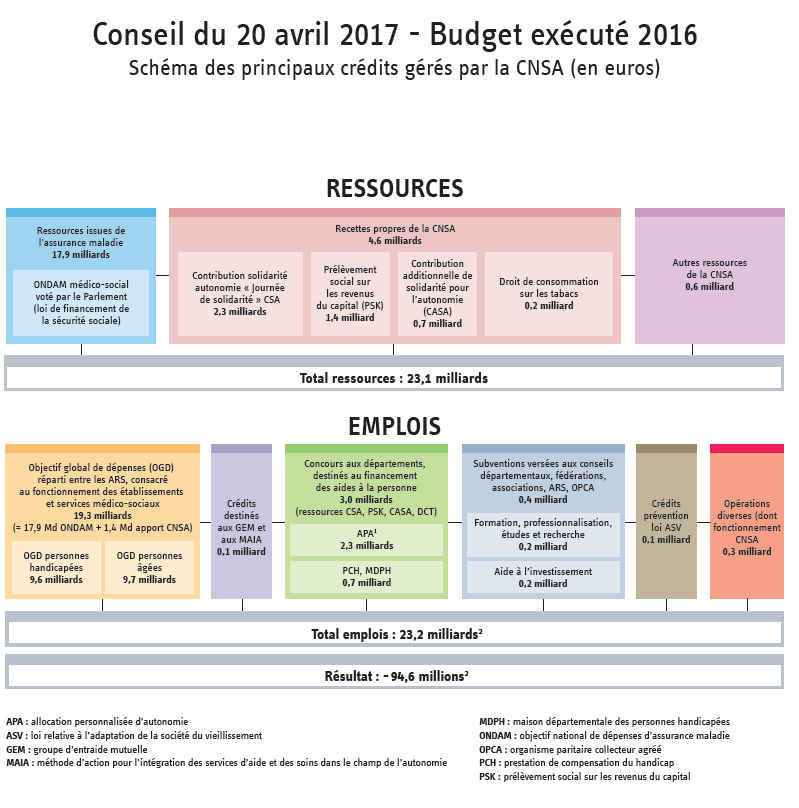 Conseil du 20 avril 2017 - Budget exécuté 2016
Schéma des principaux crédits gérés par la CNSA (en euros)
RESSOURCES
Ressources issues de
l'assurance maladie
17,9 milliards
ONDAM médico-social
voté par le Parlement
(loi de financement de
la sécurité sociale)
Recettes propres de la CNSA
4,6 milliards
Contribution solidarité
autonomie « Journée
de solidarité » CSA
2,3 milliards
Prélèvement
social sur
les revenus
du capital (PSK)
1,4 milliard
Contribution
additionnelle de
solidarité pour
l'autonomie
(CASA)
0,7 milliard
Droit de consommation
sur les tabacs
0,2 milliard
Autres ressources
de la CNSA
0,6 milliard
Total ressources : 23,1 milliards
EMPLOIS
Objectif global de dépenses (OGD)
réparti entre les ARS, consacré
au fonctionnement des établissements
et services médico-sociaux
19,3 milliards
(= 17,9 Md ONDAM + 1,4 Md apport CNSA)
OGD personnes
handicapées
9,6 milliards
OGD personnes
âgées
9,7 milliards
Crédits
destinés
aux GEM et
aux MAIA
0,1 milliard
Concours aux départements,
destinés au financement
des aides à la personne
3,0 milliards
(ressources CSA, PSK, CASA, DCT)
APA¹
2,3 milliards
PCH, MDPH
0,7 milliard
Subventions versées aux conseils
départementaux, fédérations,
associations, ARS, OPCA
0,4 milliard
Formation, professionnalisation,
études et recherche
0,2 milliard
Aide à l'investissement
0,2 milliard
Crédits
prévention
loi ASV
0,1 milliard
Opérations
diverses (dont
fonctionnement
CNSA)
0,3 milliard
Total emplois : 23,2 milliards²
Résultat : - 94,6 millions²
APA : allocation personnalisée d'autonomie
ASV : loi relative à l'adaptation de la société du vieillissement
GEM : groupe d'entraide mutuelle
MAIA : méthode d'action pour l'intégration des services d'aide et des soins dans le champ de l'autonomie
MDPH : maison départementale des personnes handicapées
ONDAM : objectif national de dépenses d'assurance maladie
OPCA : organisme paritaire collecteur agréé
PCH : prestation de compensation du handicap
PSK : prélèvement social sur les revenus du capital